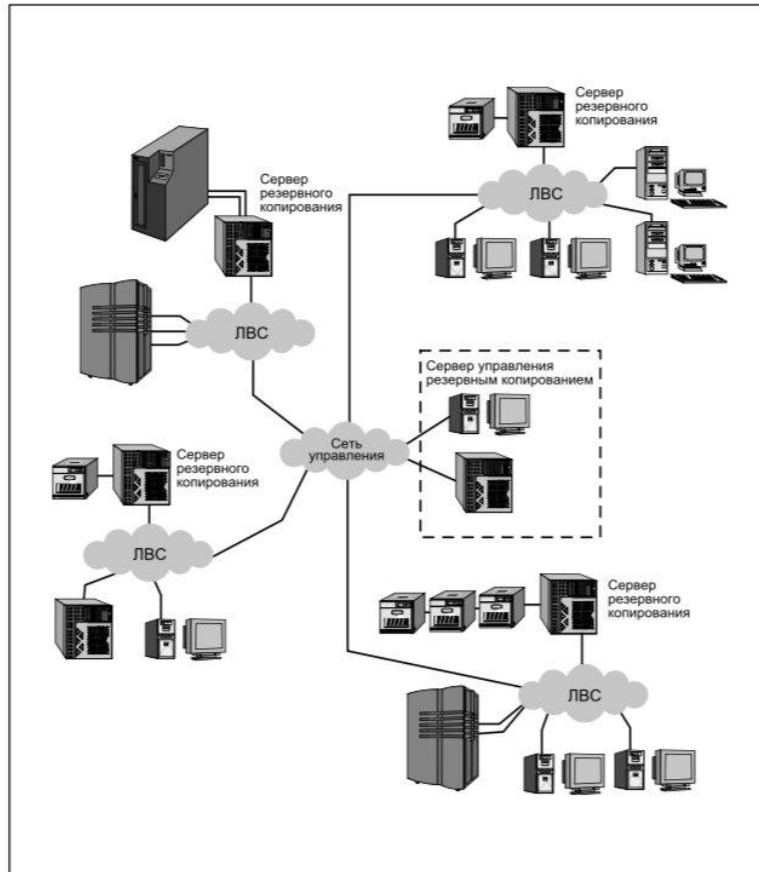 Сервер
резервного
копирования
ЛВС
Сервер
резервного
копирования
ЛВС
Сервер управления
резервным копированием
Сеть
управления
Сервер
резервного
копирования
ЛВС
Сервер
резервного
копирования
ЛВС